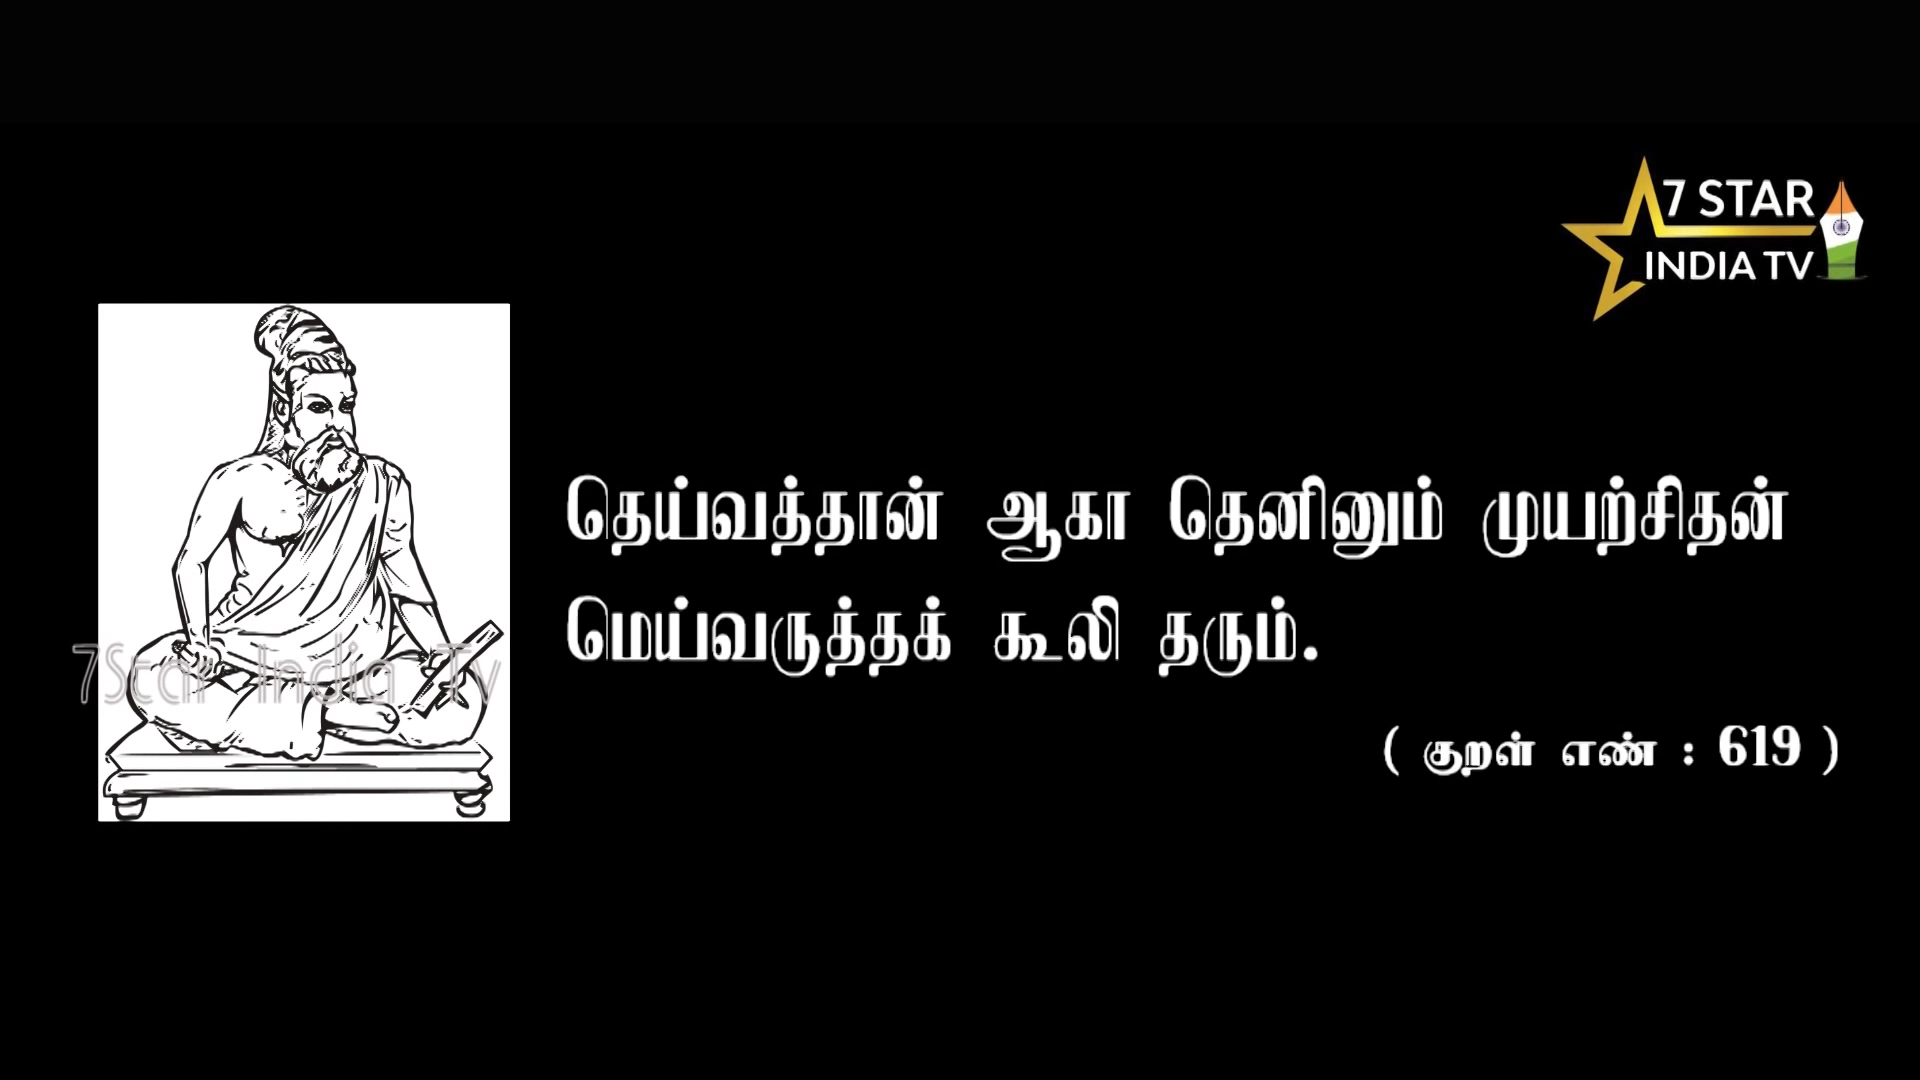 7 STAR
INDIA TV
தெய்வத்தான் ஆகா தெனினும் முயற்சிதன்
மெய்வருத்தக் கூலி தரும்.
7Star India Tv
( குறள் எண் : 619 )